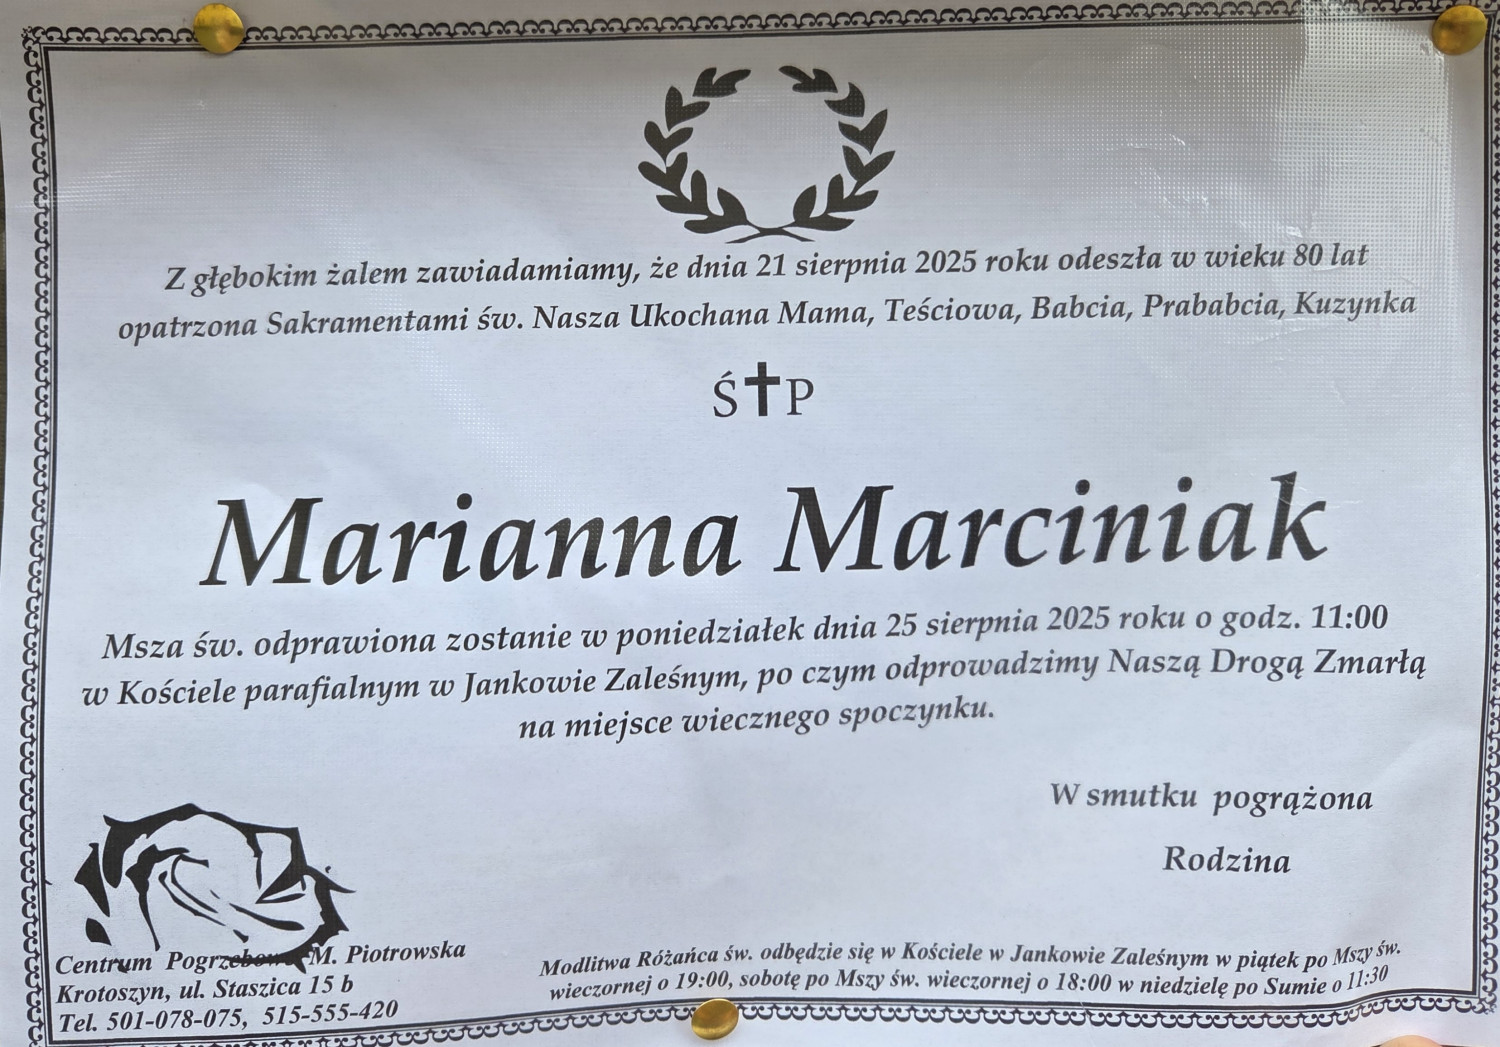 Z głębokim żalem zawiadamiamy, że dnia 21 sierpnia 2025 roku odeszła w wieku 80 lat
opatrzona Sakramentami św. Nasza Ukochana Mama, Teściowa, Babcia, Prababcia, Kuzynka
Ś✝P
Marianna Marciniak
Msza św. odprawiona zostanie w poniedziałek dnia 25 sierpnia 2025 roku o godz. 11:00
w Kościele parafialnym w Jankowie Zaleśnym, po czym odprowadzimy Naszą Drogą Zmarłą
na miejsce wiecznego spoczynku.
W smutku pogrążona
Rodzina
Centrum Pogrzebowe M. Piotrowska
Krotoszyn, ul. Staszica 15 b
Tel. 501-078-075, 515-555-420
Modlitwa Różańca św. odbędzie się w Kościele w Jankowie Zaleśnym w piątek po Mszy św.
wieczornej o 19:00, sobotę po Mszy św. wieczornej o 18:00 w niedzielę po Sumie o 11:30